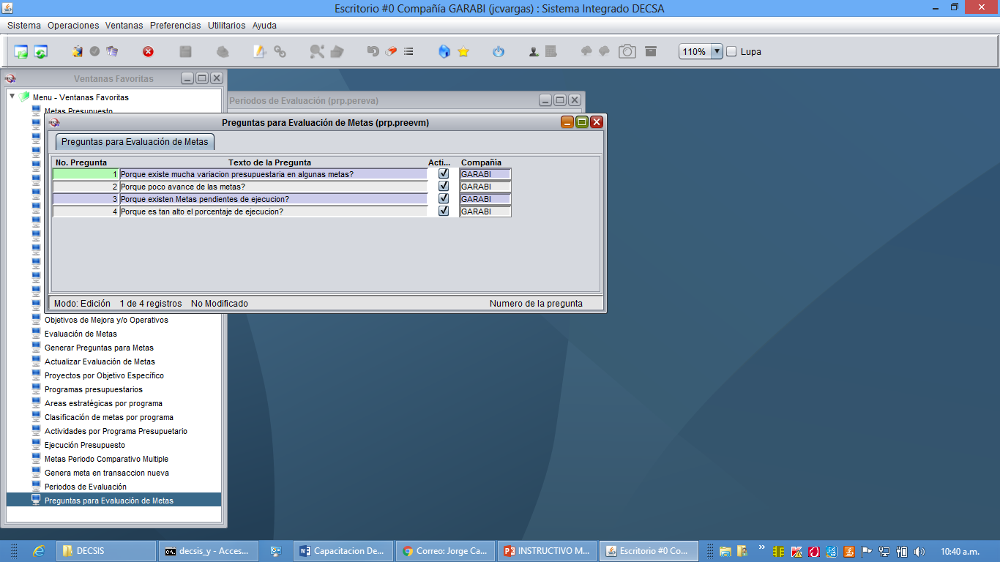 Escritorio #0 Compañía GARABI (jcvargas) : Sistema Integrado DECSA
Sistema Operaciones Ventanas Preferencias Utilitarios Ayuda
110% Lupa
Ventanas Favoritas
Menu - Ventanas Favoritas
Metas Presupuesto
Periodos de Evaluación (prp.pereva)
Preguntas para Evaluación de Metas (prp.preevm)
Preguntas para Evaluación de Metas
No. Pregunta Texto de la Pregunta Acti... Compañia
1 Porque existe mucha variacion presupuestaria en algunas metas? GARABI
2 Porque poco avance de las metas? GARABI
3 Porque existen Metas pendientes de ejecucion? GARABI
4 Porque es tan alto el porcentaje de ejecucion? GARABI
Modo: Edición 1 de 4 registros No Modificado Numero de la pregunta
Objetivos de Mejora y/o Operativos
Evaluación de Metas
Generar Preguntas para Metas
Actualizar Evaluación de Metas
Proyectos por Objetivo Específico
Programas presupuestarios
Areas estratégicas por programa
Clasificación de metas por programa
Actividades por Programa Presupuetario
Ejecución Presupuesto
Metas Periodo Comparativo Multiple
Genera meta en transaccion nueva
Periodos de Evaluación
Preguntas para Evaluación de Metas
DECSIS decsis_y - Acces... Capacitacion De... Correo: Jorge Ca... INSTRUCTIVO M... Escritorio #0 Co... 10:40 a.m.